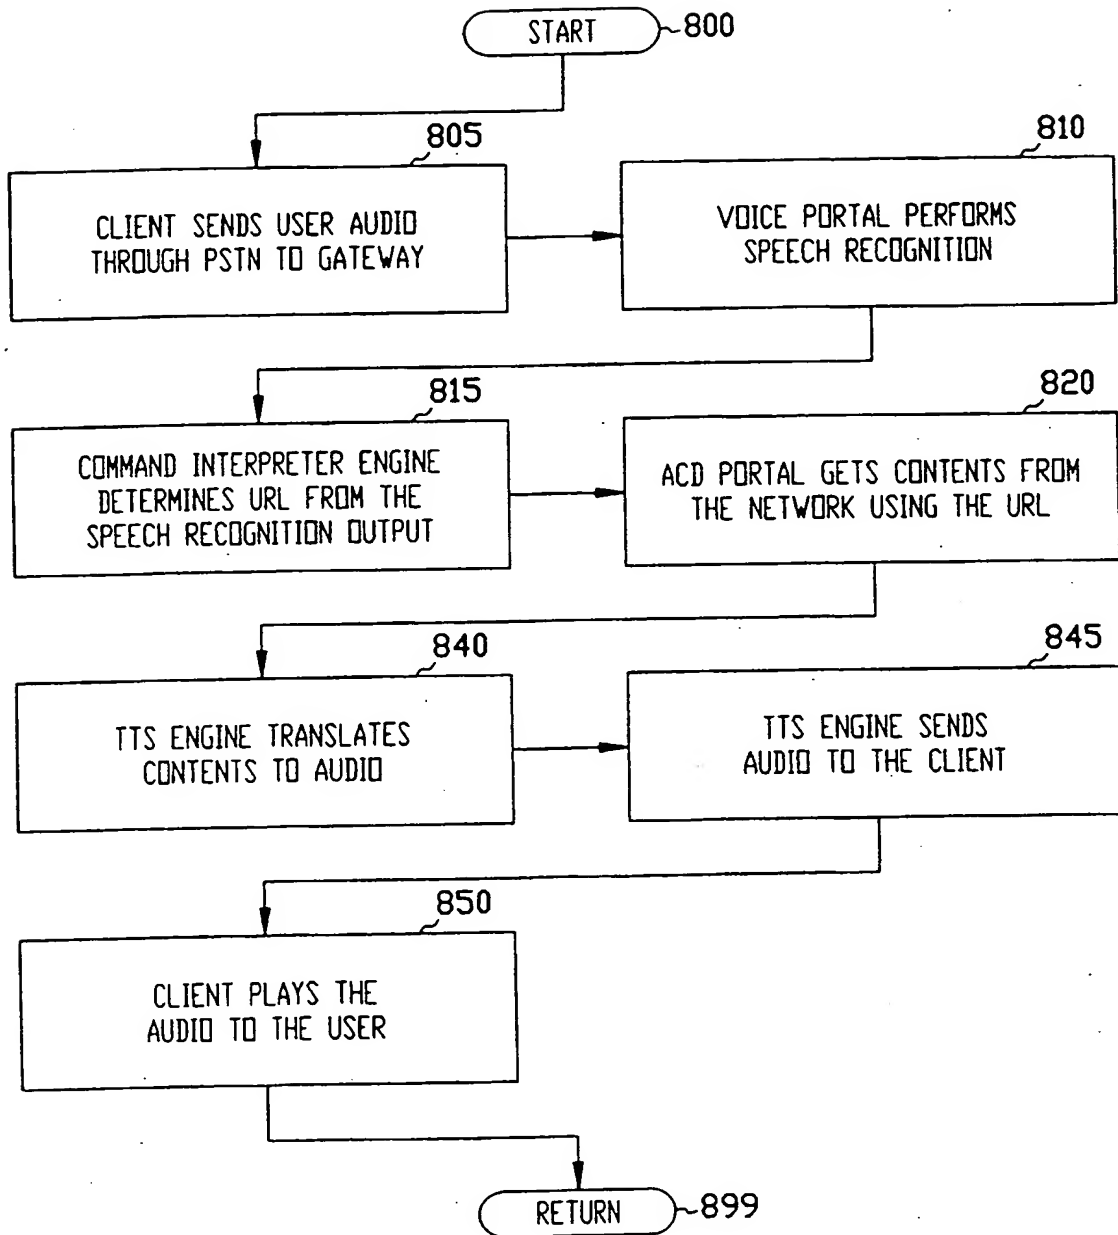 START
800
805
CLIENT SENDS USER AUDIO
THROUGH PSTN TO GATEWAY
810
VOICE PORTAL PERFORMS
SPEECH RECOGNITION
815
COMMAND INTERPRETER ENGINE
DETERMINES URL FROM THE
SPEECH RECOGNITION OUTPUT
820
ACD PORTAL GETS CONTENTS FROM
THE NETWORK USING THE URL
840
TTS ENGINE TRANSLATES
CONTENTS TO AUDIO
845
TTS ENGINE SENDS
AUDIO TO THE CLIENT
850
CLIENT PLAYS THE
AUDIO TO THE USER
RETURN
899